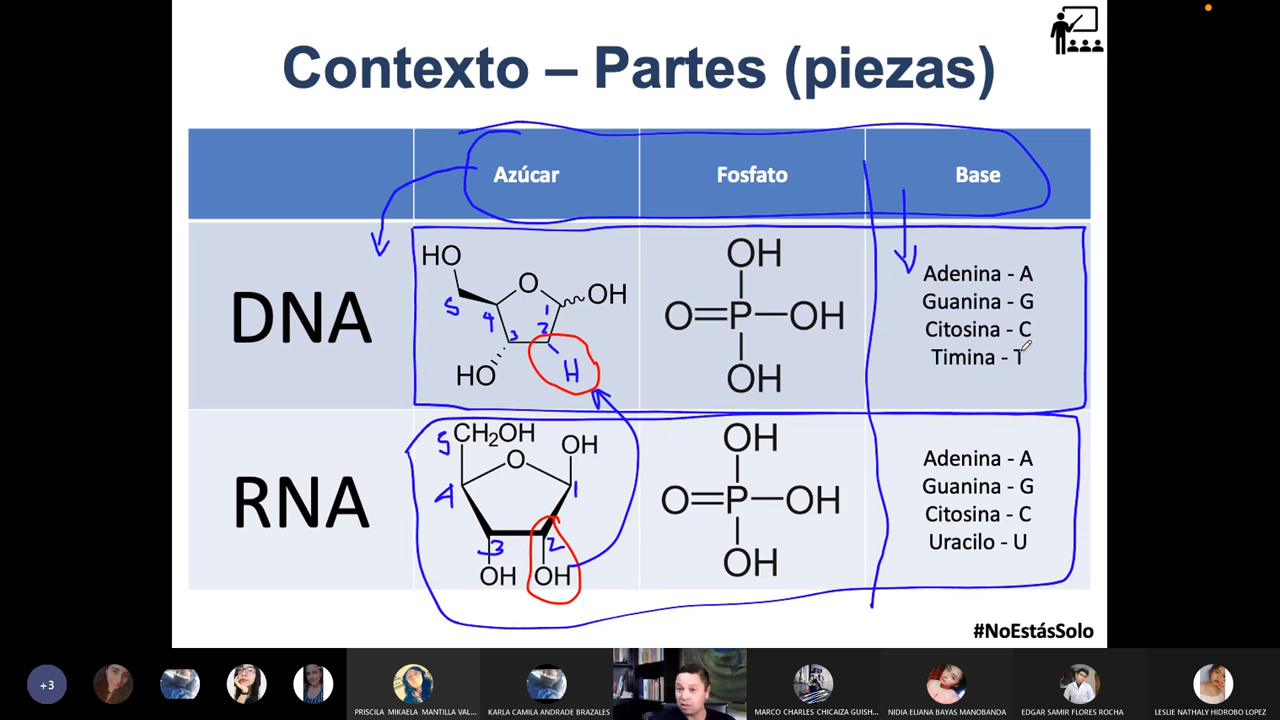 Contexto – Partes (piezas)
Azúcar
Fosfato
Base
DNA
HO
O
OH
HO
5
4
3
2
1
H
OH
O=P—OH
OH
Adenina - A
Guanina - G
Citosina - C
Timina - T
RNA
5
CH₂OH
OH
O
4
1
3
2
OH
OH
OH
O=P—OH
OH
Adenina - A
Guanina - G
Citosina - C
Uracilo - U
#NoEstásSolo
+3
PRISCILA MIKAELA MANTILLA VAL...
KARLA CAMILA ANDRADE BRAZALES
MARCO CHARLES CHICAIZA GUISH...
NIDIA ELIANA BAYAS MANOBANDA
EDGAR SAMIR FLORES ROCHA
LESLIE NATHALY HIDROBO LOPEZ